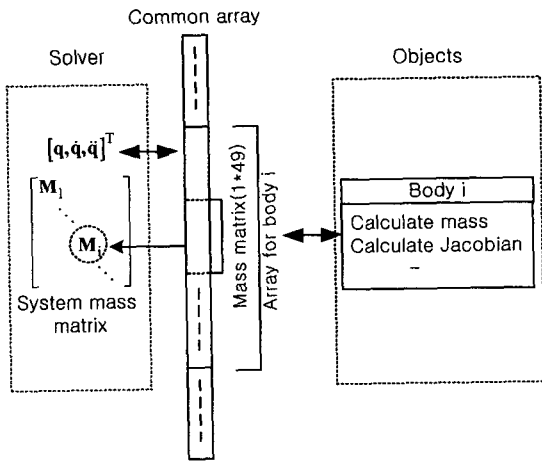 Common array
Solver
Objects
[q, q̇, q̈]ᵀ
M₁
Mᵢ
System mass
matrix
Mass matrix(1*49)
Array for body i
Body i
Calculate mass
Calculate Jacobian
–